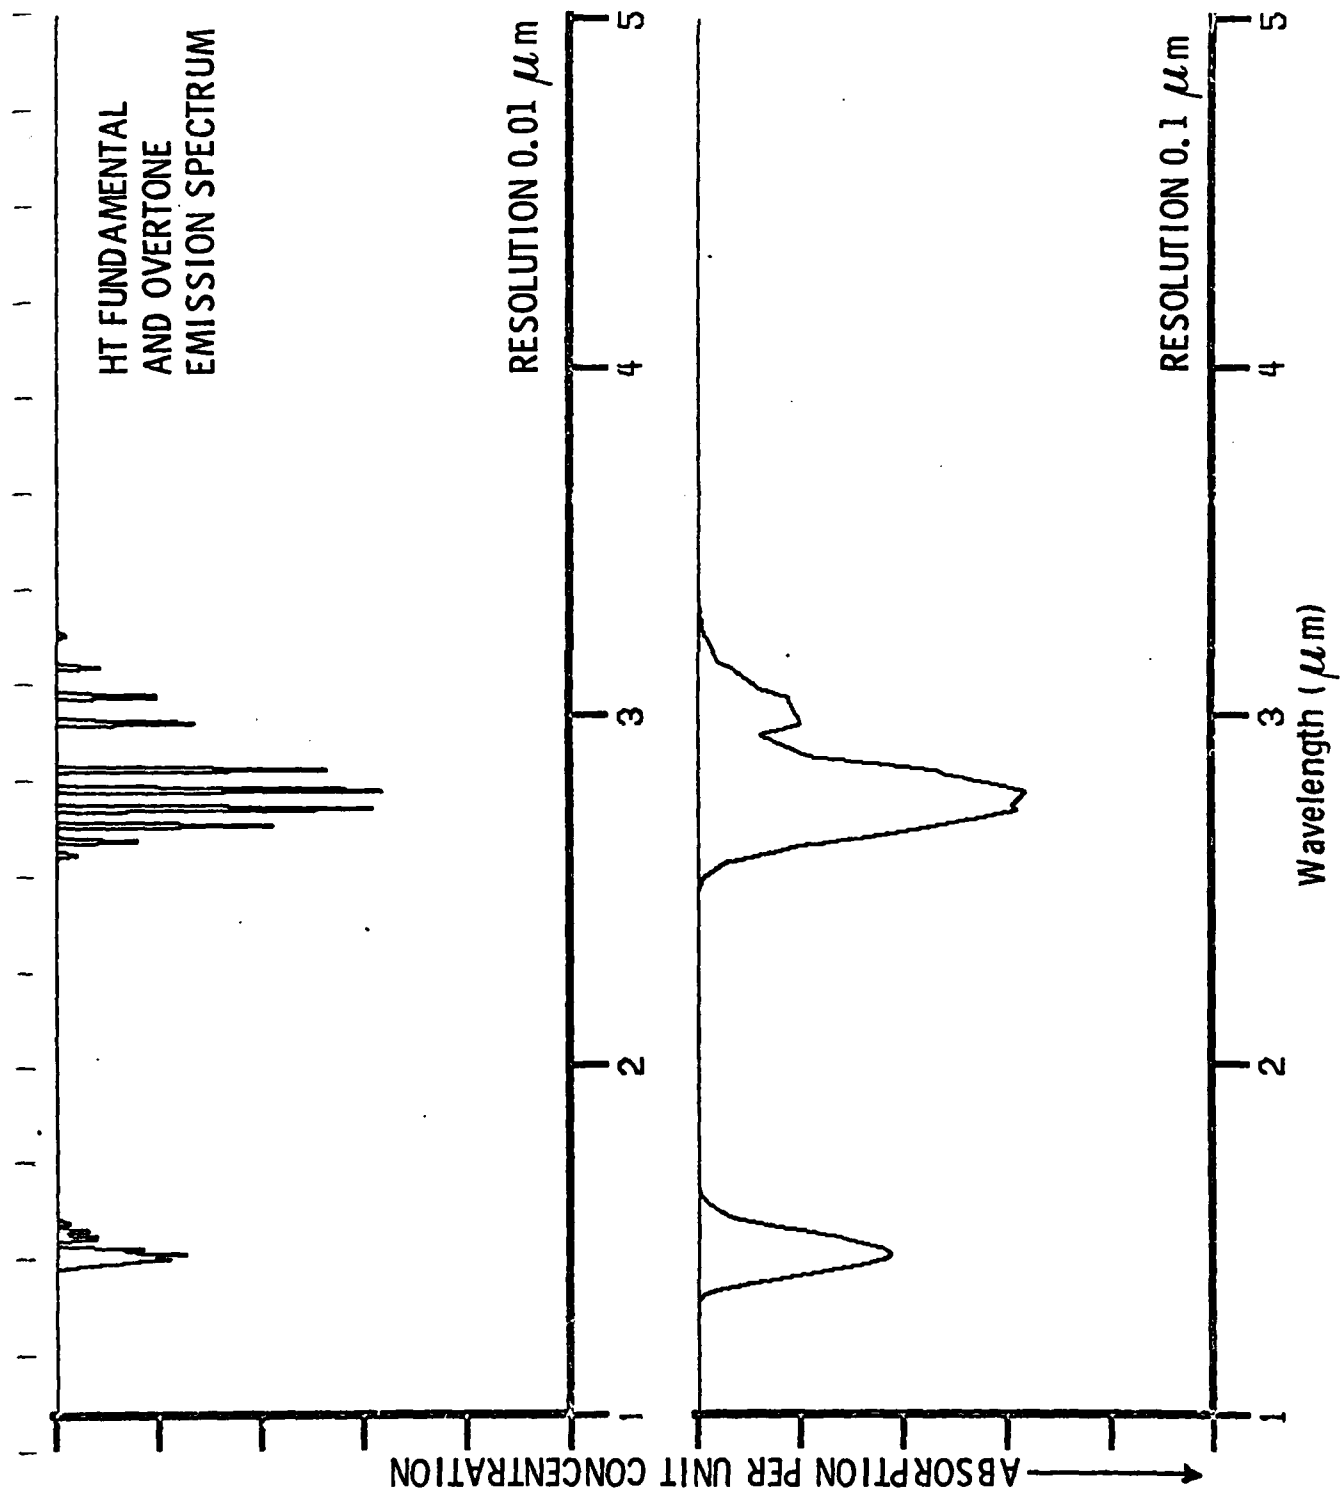 HT FUNDAMENTAL
AND OVERTONE
EMISSION SPECTRUM
RESOLUTION 0.01 μm
1
2
3
4
5
RESOLUTION 0.1 μm
1
2
3
4
5
Wavelength (μm)
ABSORPTION PER UNIT CONCENTRATION